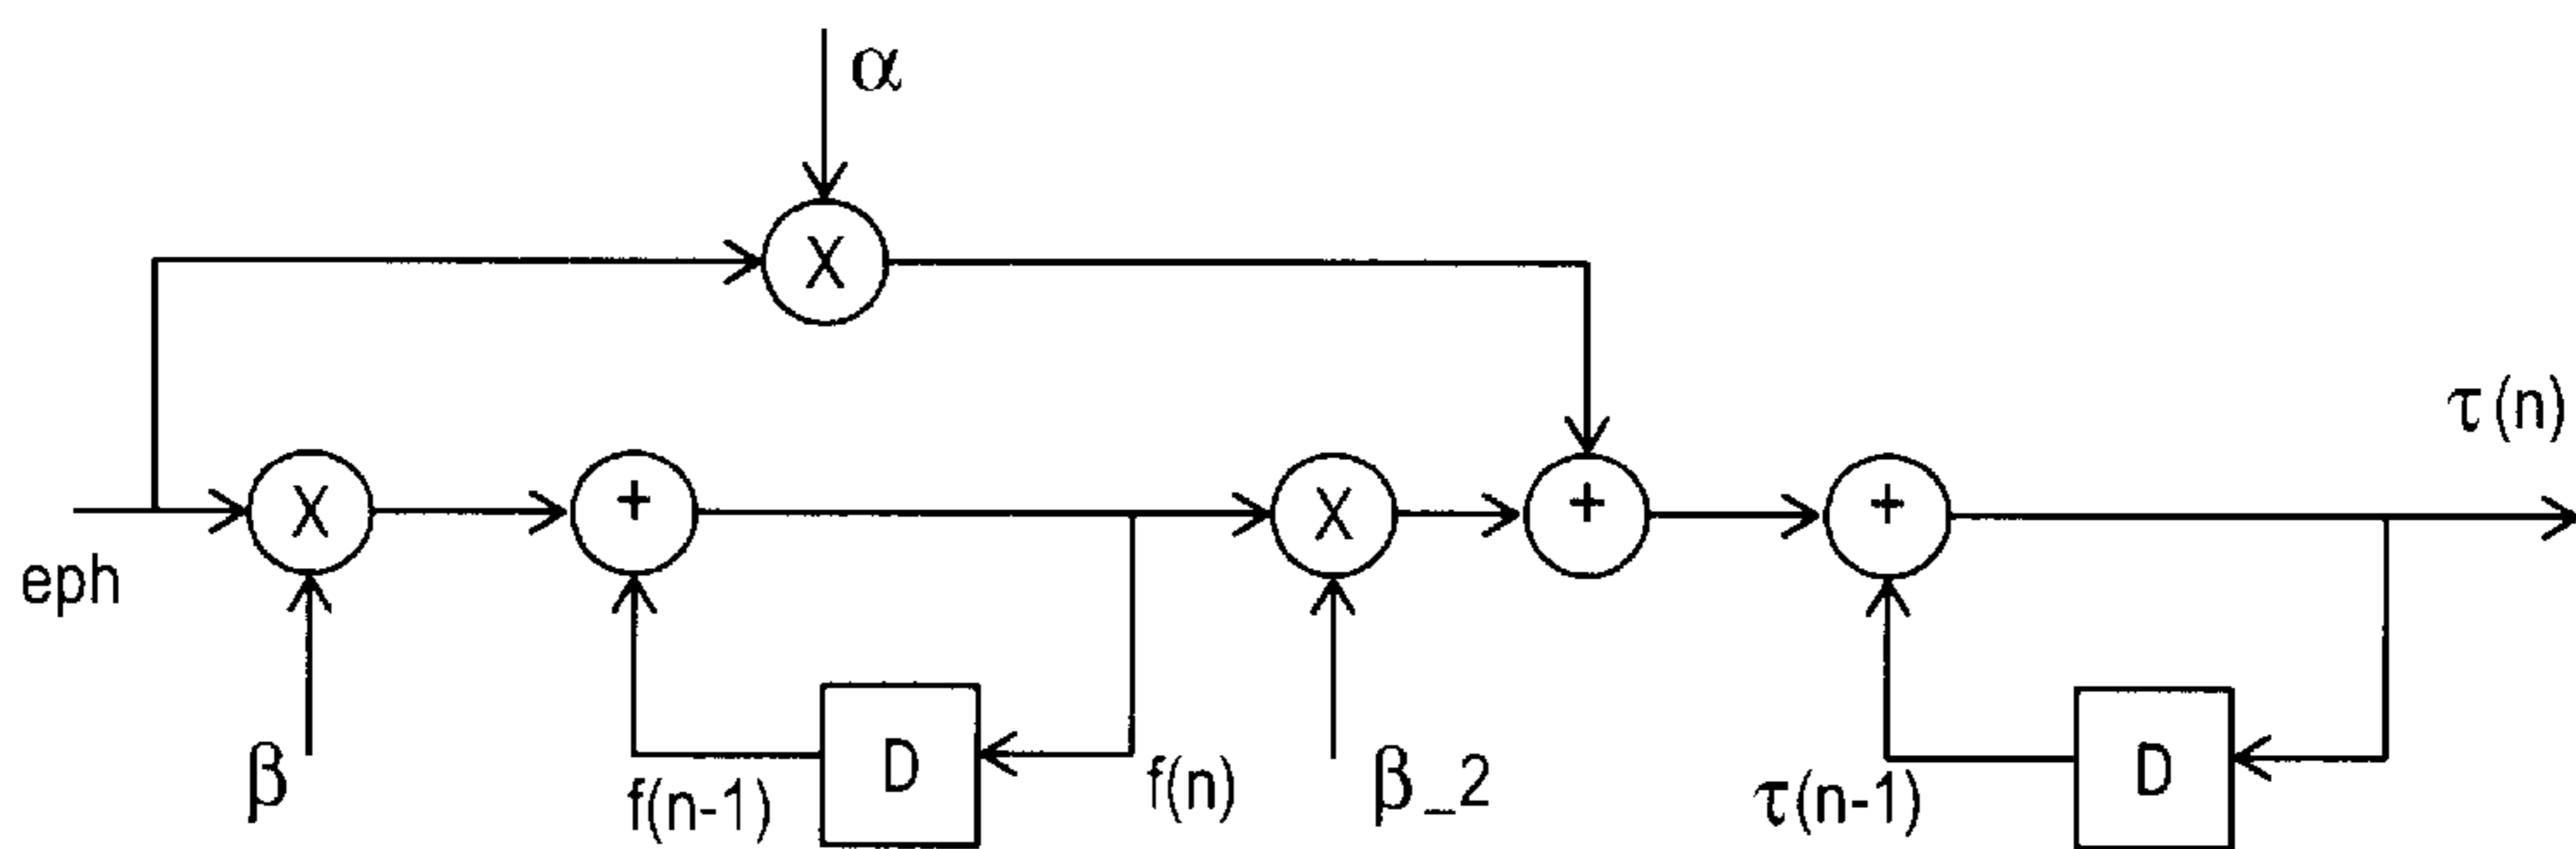 α
X
τ(n)
X
+
X
+
+
eph
β
f(n-1)
D
f(n)
β_2
τ(n-1)
D